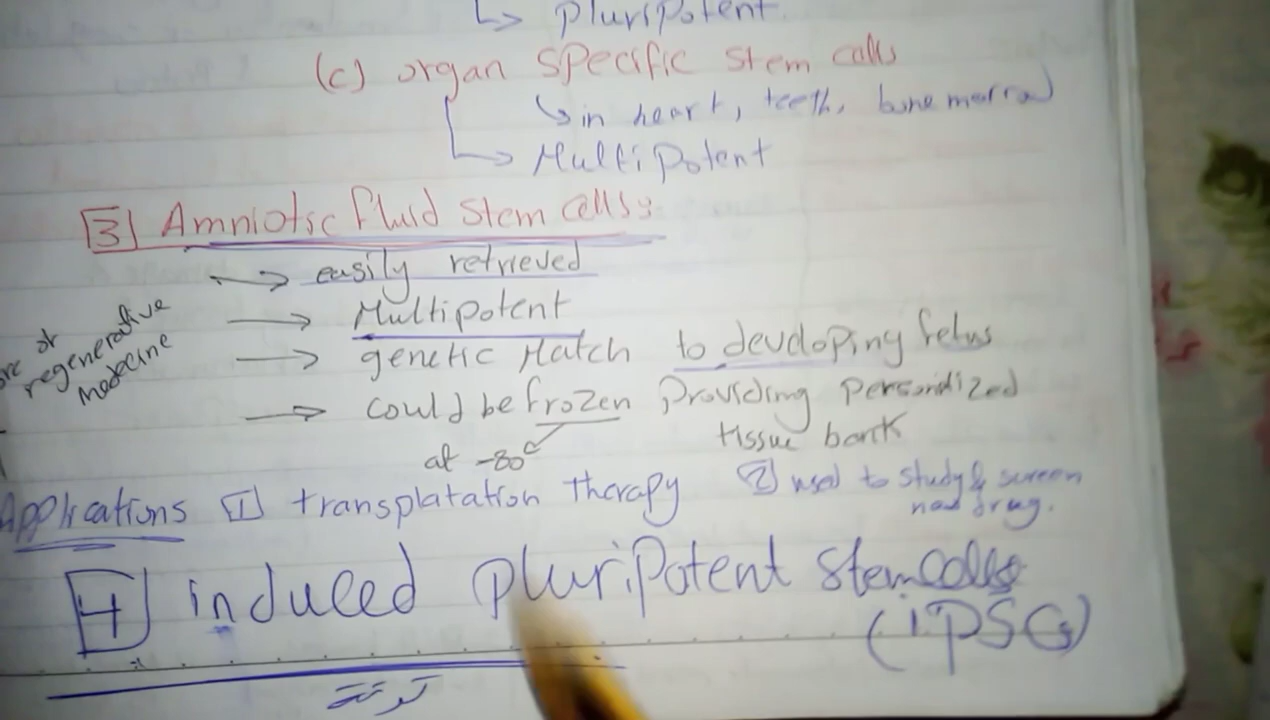 ↳ Pluripotent
(c) organ specific stem cells
↳ in heart, teeth, bone marrow
↳ Multipotent
3 Amniotic fluid stem cells
→ easily retrieved
→ Multipotent
→ genetic Match to developing fetus
→ could be frozen providing personalized
tissue bank
at -80°
or regenerative
medecine
Applications 1 transplatation therapy 2 used to study & screen
new drug.
4 induced pluripotent stem cells
(iPSCs)